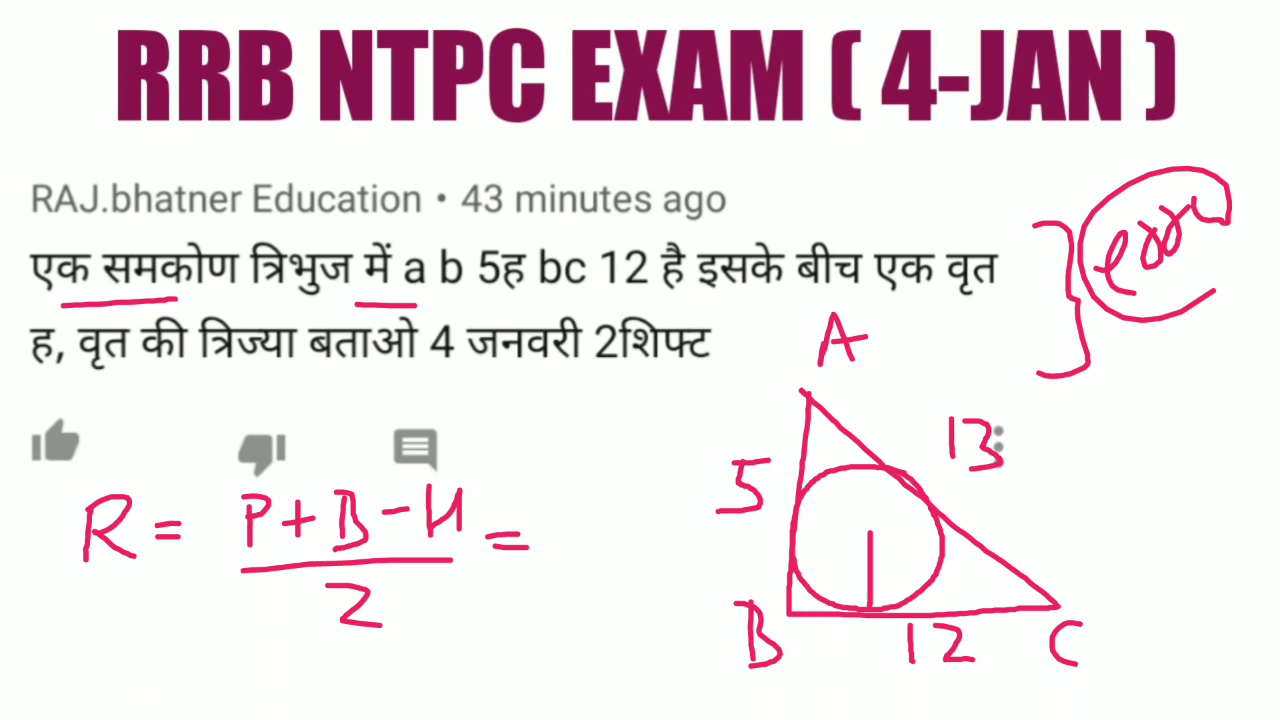 RRB NTPC EXAM ( 4-JAN )
RAJ.bhatner Education • 43 minutes ago
एक समकोण त्रिभुज में a b 5ह bc 12 है इसके बीच एक वृत
ह, वृत की त्रिज्या बताओ 4 जनवरी 2शिफ्ट
A
13
5
R = P+B-H =
2
B
12
C